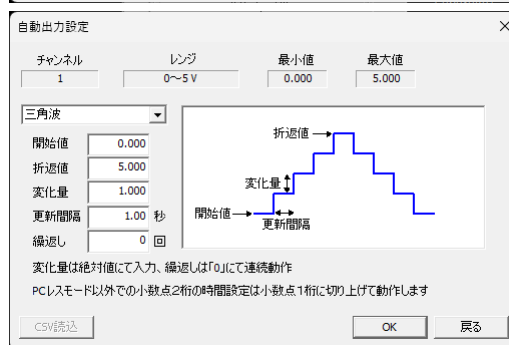 自動出力設定
チャンネル レンジ 最小値 最大値
1 0～5 V 0.000 5.000
三角波
開始値 0.000
折返値 5.000
変化量 1.000
更新間隔 1.00 秒
繰返し 0 回
折返値
変化量
開始値
更新間隔
変化量は絶対値にて入力、繰返しは「0」にて連続動作
PCレスモード以外での小数点2桁の時間設定は小数点1桁に切り上げて動作します
CSV読込 OK 戻る